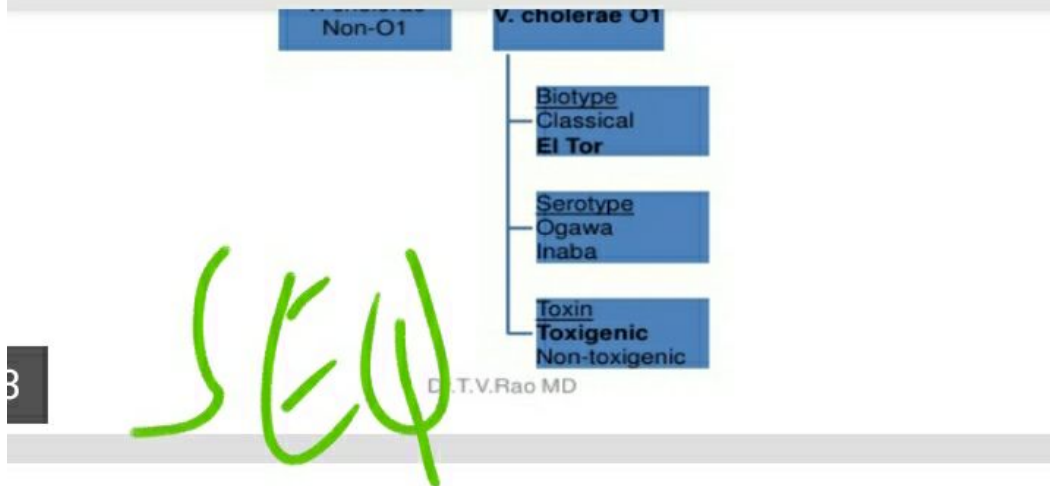 Non-O1
V. cholerae O1
Biotype
Classical
El Tor
Serotype
Ogawa
Inaba
Toxin
Toxigenic
Non-toxigenic
3
SEQ
Dr.T.V.Rao MD